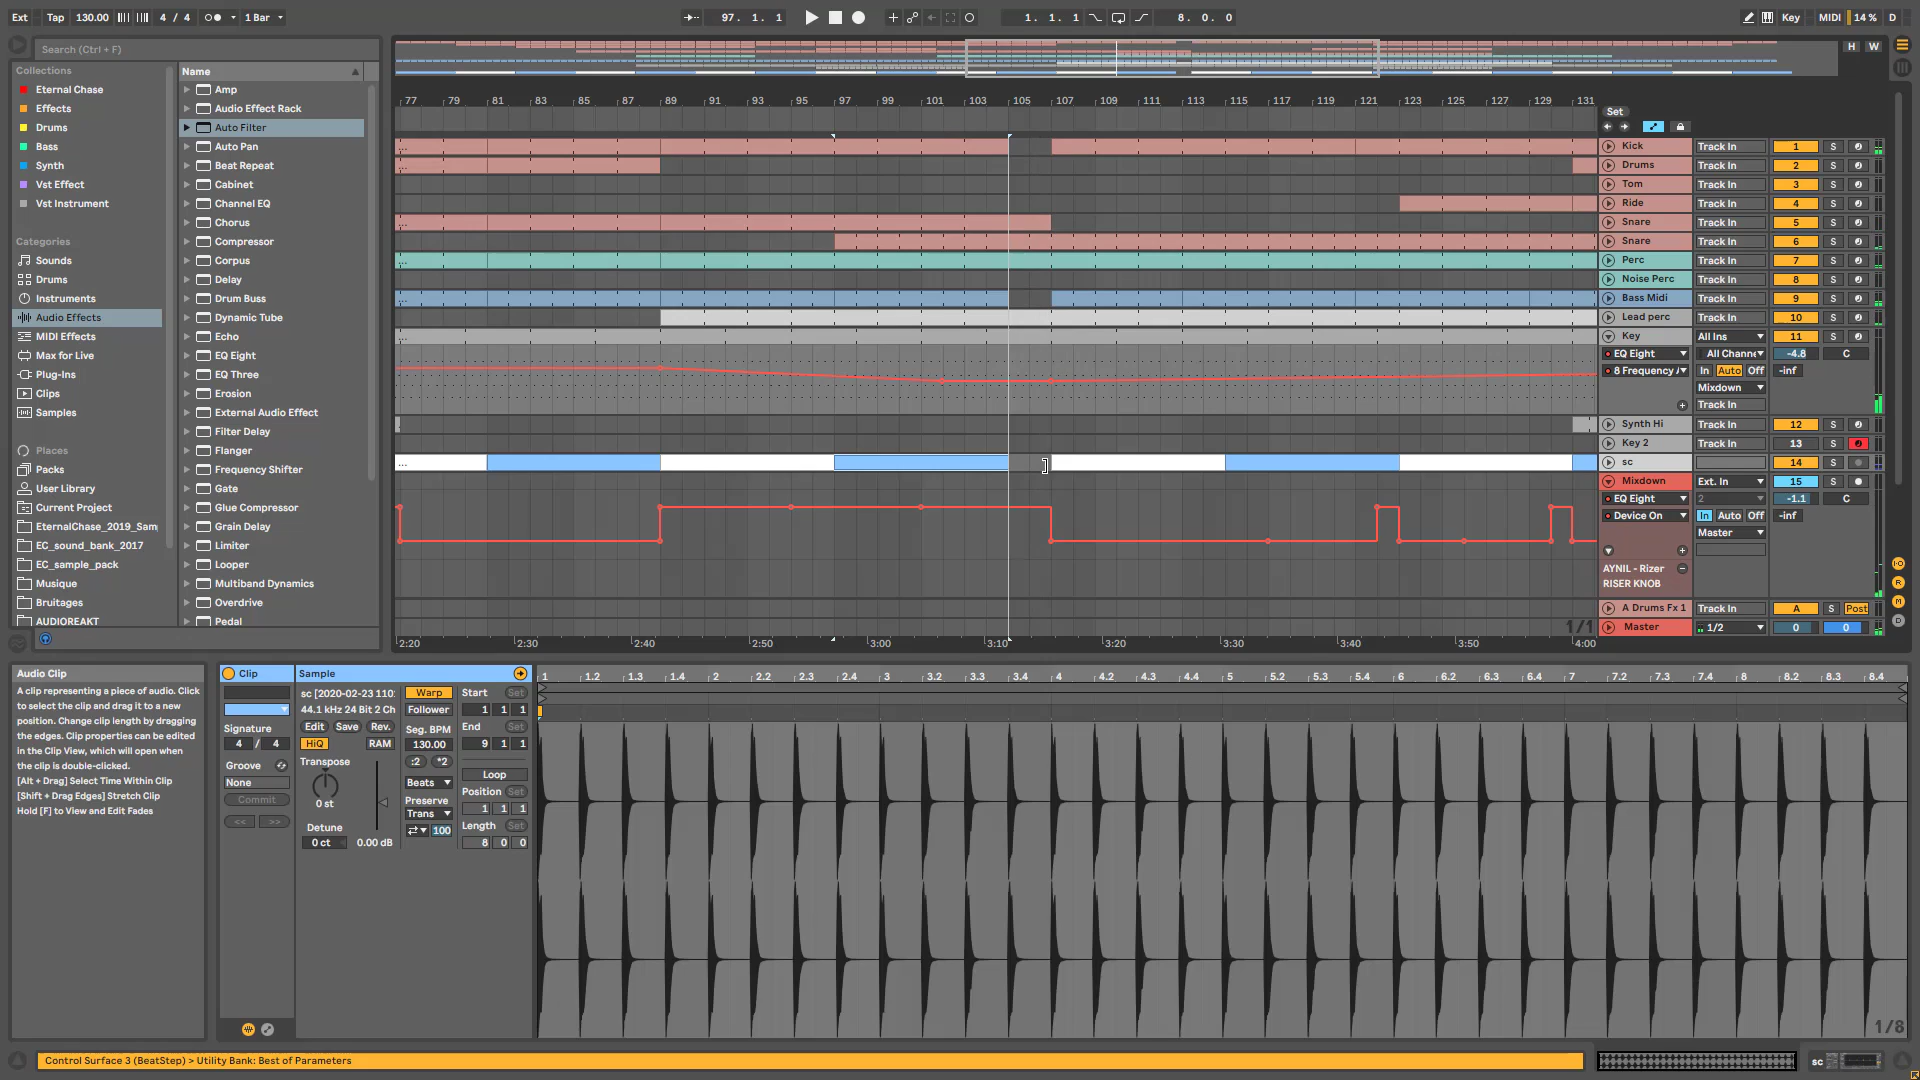 Ext Tap 130.00 4 / 4 1 Bar 97. 1. 1 1. 1. 1 8. 0. 0 Key MIDI 14 % D
Search (Ctrl + F)
H W
Collections
Eternal Chase
Effects
Drums
Bass
Synth
Vst Effect
Vst Instrument
Categories
Sounds
Drums
Instruments
Audio Effects
MIDI Effects
Max for Live
Plug-Ins
Clips
Samples
Places
Packs
User Library
Current Project
EternalChase_2019_Sam
EC_sound_bank_2017
EC_sample_pack
Musique
Bruitages
AUDIOREAKT
Name
Amp
Audio Effect Rack
Auto Filter
Auto Pan
Beat Repeat
Cabinet
Channel EQ
Chorus
Compressor
Corpus
Delay
Drum Buss
Dynamic Tube
Echo
EQ Eight
EQ Three
Erosion
External Audio Effect
Filter Delay
Flanger
Frequency Shifter
Gate
Glue Compressor
Grain Delay
Limiter
Looper
Multiband Dynamics
Overdrive
Pedal
77 79 81 83 85 87 89 91 93 95 97 99 101 103 105 107 109 111 113 115 117 119 121 123 125 127 129 131
Set
Kick Track In 1 S
Drums Track In 2 S
Tom Track In 3 S
Ride Track In 4 S
Snare Track In 5 S
Snare Track In 6 S
Perc Track In 7 S
Noise Perc Track In 8 S
Bass Midi Track In 9 S
Lead perc Track In 10 S
Key All Ins 11 S
EQ Eight All Channe -4.8 C
8 Frequency A In Auto Off -inf
Mixdown
Track In
Synth Hi Track In 12 S
Key 2 Track In 13 S
sc 14 S
Mixdown Ext. In 15 S
EQ Eight 2 -1.1 C
Device On In Auto Off -inf
Master
AYNIL - Rizer
RISER KNOB
A Drums Fx 1 Track In A S Post
Master 1/2 0 0
1/1
2:20 2:30 2:40 2:50 3:00 3:10 3:20 3:30 3:40 3:50 4:00
I·O
R
M
D
Audio Clip
A clip representing a piece of audio. Click
to select the clip and drag it to a new
position. Change clip length by dragging
the edges. Clip properties can be edited
in the Clip View, which will open when
the clip is double-clicked.
[Alt + Drag] Select Time Within Clip
[Shift + Drag Edges] Stretch Clip
Hold [F] to View and Edit Fades
Clip
Signature
4 / 4
Groove
None
Commit
<< >>
Sample
sc [2020-02-23 110
44.1 kHz 24 Bit 2 Ch
Edit Save Rev.
HiQ RAM
Transpose
0 st
Detune
0 ct 0.00 dB
Warp
Follower
Seg. BPM
130.00
:2 *2
Beats
Preserve
Trans
100
Start Set
1 1 1
End Set
9 1 1
Loop
Position Set
1 1 1
Length Set
8 0 0
1 1.2 1.3 1.4 2 2.2 2.3 2.4 3 3.2 3.3 3.4 4 4.2 4.3 4.4 5 5.2 5.3 5.4 6 6.2 6.3 6.4 7 7.2 7.3 7.4 8 8.2 8.3 8.4
1/8
Control Surface 3 (BeatStep) > Utility Bank: Best of Parameters
sc